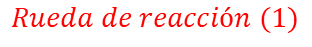 Rueda de reacción (1)